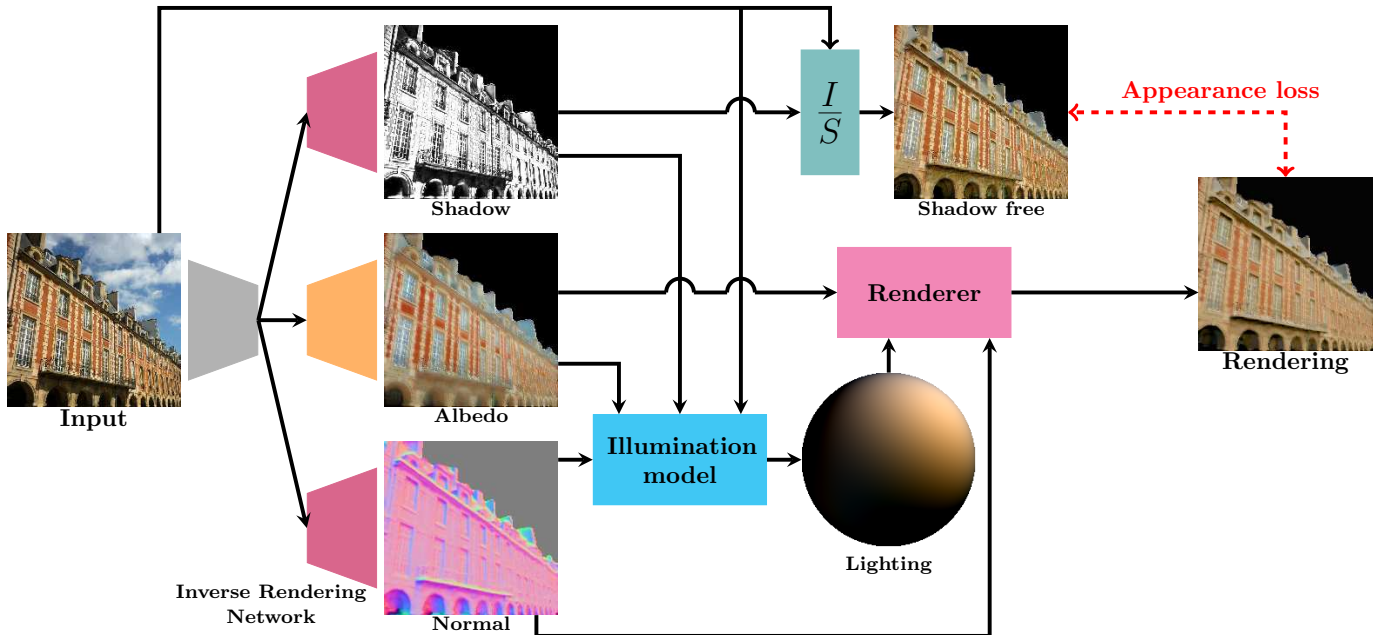 Appearance loss
I
S
Shadow
Shadow free
Renderer
Rendering
Input
Albedo
Illumination
model
Lighting
Inverse Rendering
Network
Normal